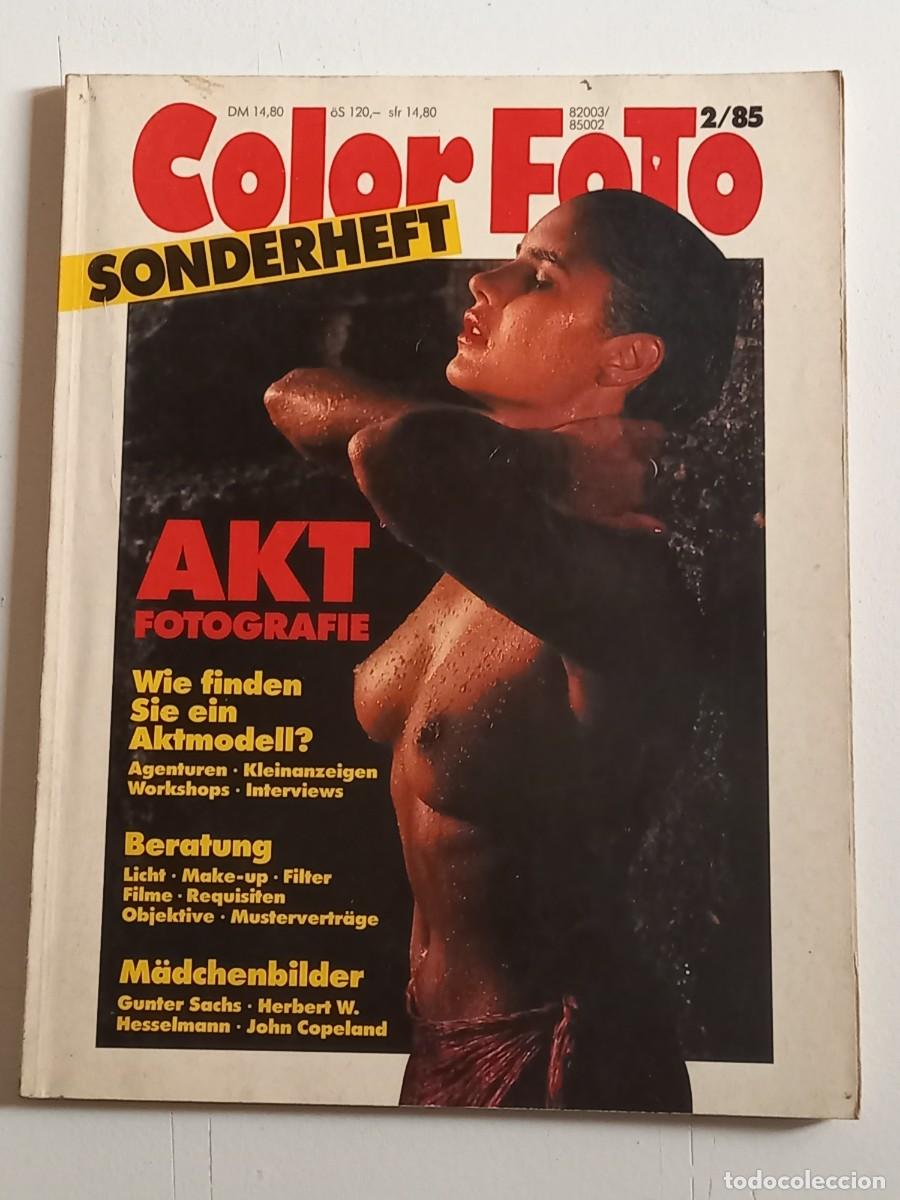 DM 14,80 öS 120,– sfr 14,80
82003/
85002
2/85
Color FoTo
SONDERHEFT
AKT
FOTOGRAFIE
Wie finden
Sie ein
Aktmodell?
Agenturen · Kleinanzeigen
Workshops · Interviews
Beratung
Licht · Make-up · Filter
Filme · Requisiten
Objektive · Musterverträge
Mädchenbilder
Gunter Sachs · Herbert W.
Hesselmann · John Copeland
todocoleccion